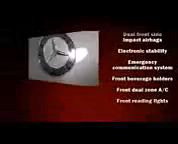 Dual front side
impact airbags
Electronic stability
Emergency
communication system
Front beverage holders
Front dual zone A/C
Front reading lights